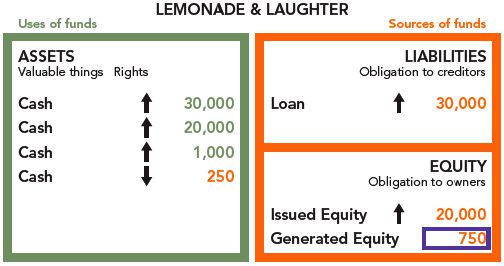 LEMONADE & LAUGHTER
Uses of funds
Sources of funds
ASSETS
Valuable things Rights
Cash 30,000
Cash 20,000
Cash 1,000
Cash 250
LIABILITIES
Obligation to creditors
Loan 30,000
EQUITY
Obligation to owners
Issued Equity 20,000
Generated Equity 750